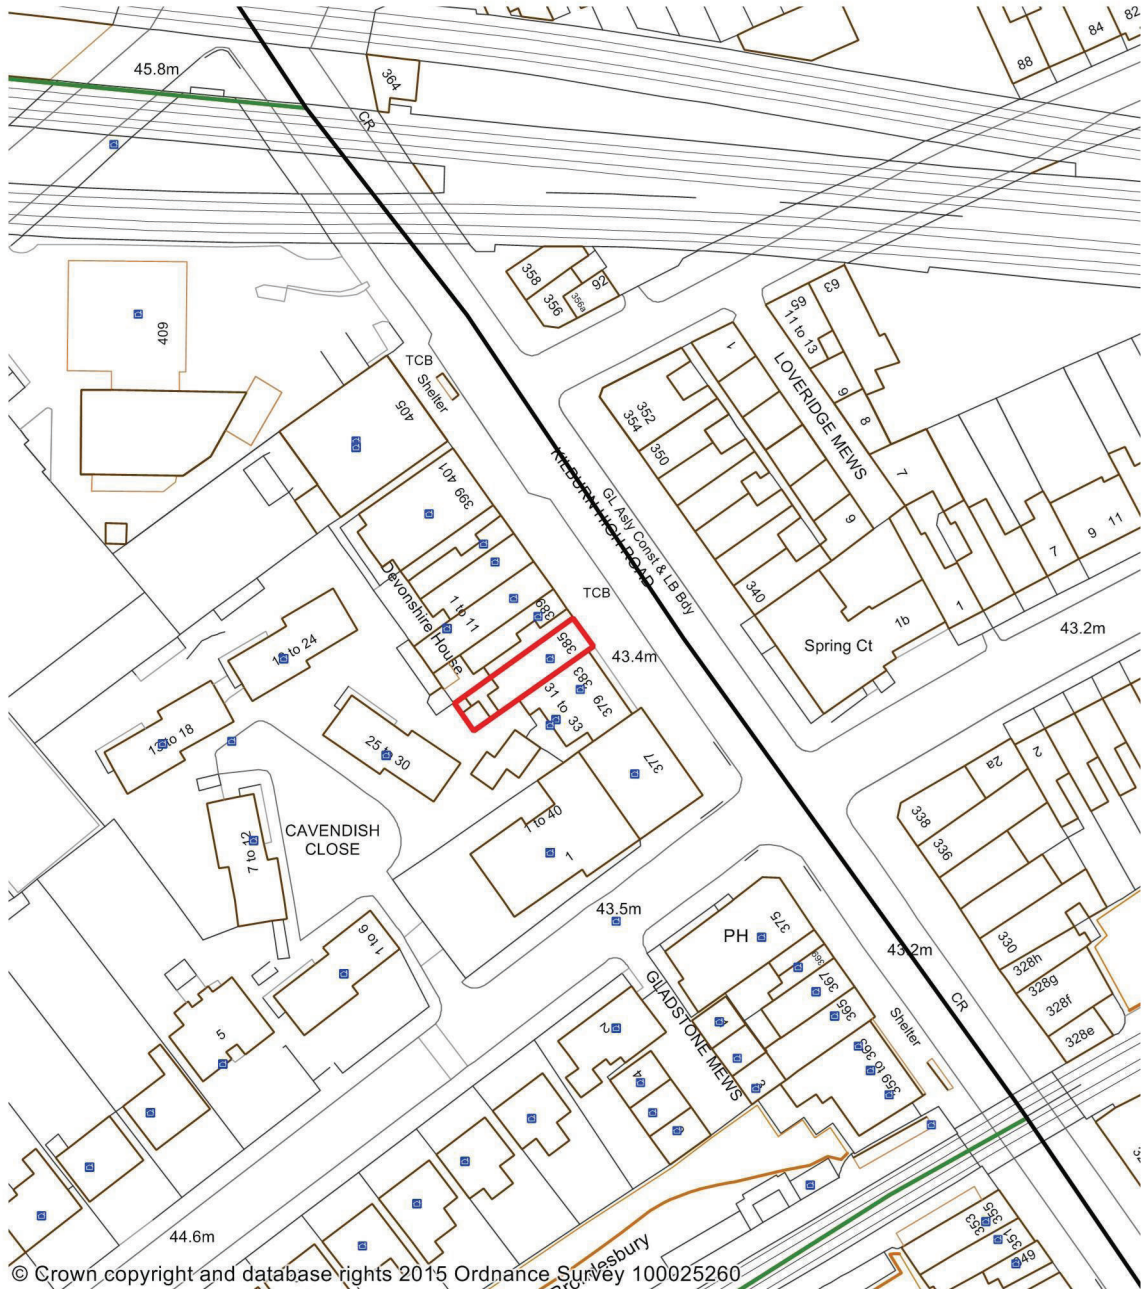 82
84
88
45.8m
364
CR
358
356
356a
92
63
65
11 to 13
409
TCB
Shelter
405
352
354
350
1
LOVERIDGE MEWS
9
8
7
401
399
KILBURN HIGH ROAD
GL Asly Const & LB Bdy
9
7
9
11
1
1b
Spring Ct
340
43.2m
Devonshire House
1 to 11
389
TCB
385
43.4m
383
379
31 to 33
377
13 to 18
25 to 30
7 to 12
CAVENDISH
CLOSE
1 to 40
1
2a
2
338
336
330
328h
328g
328f
328e
43.5m
PH
375
43.2m
369
367
365
359 to 363
Shelter
CR
1 to 6
5
GLADSTONE MEWS
2
4
3
355
353
351
349
44.6m
Brondesbury
© Crown copyright and database rights 2015 Ordnance Survey 100025260